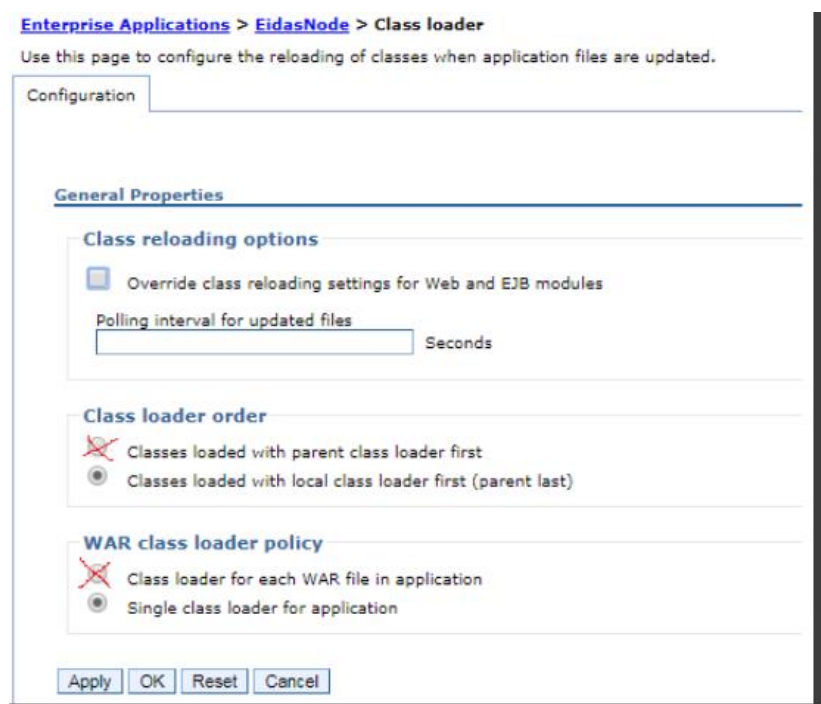 Enterprise Applications > EidasNode > Class loader
Use this page to configure the reloading of classes when application files are updated.
Configuration
General Properties
Class reloading options
Override class reloading settings for Web and EJB modules
Polling interval for updated files
Seconds
Class loader order
Classes loaded with parent class loader first
Classes loaded with local class loader first (parent last)
WAR class loader policy
Class loader for each WAR file in application
Single class loader for application
Apply OK Reset Cancel